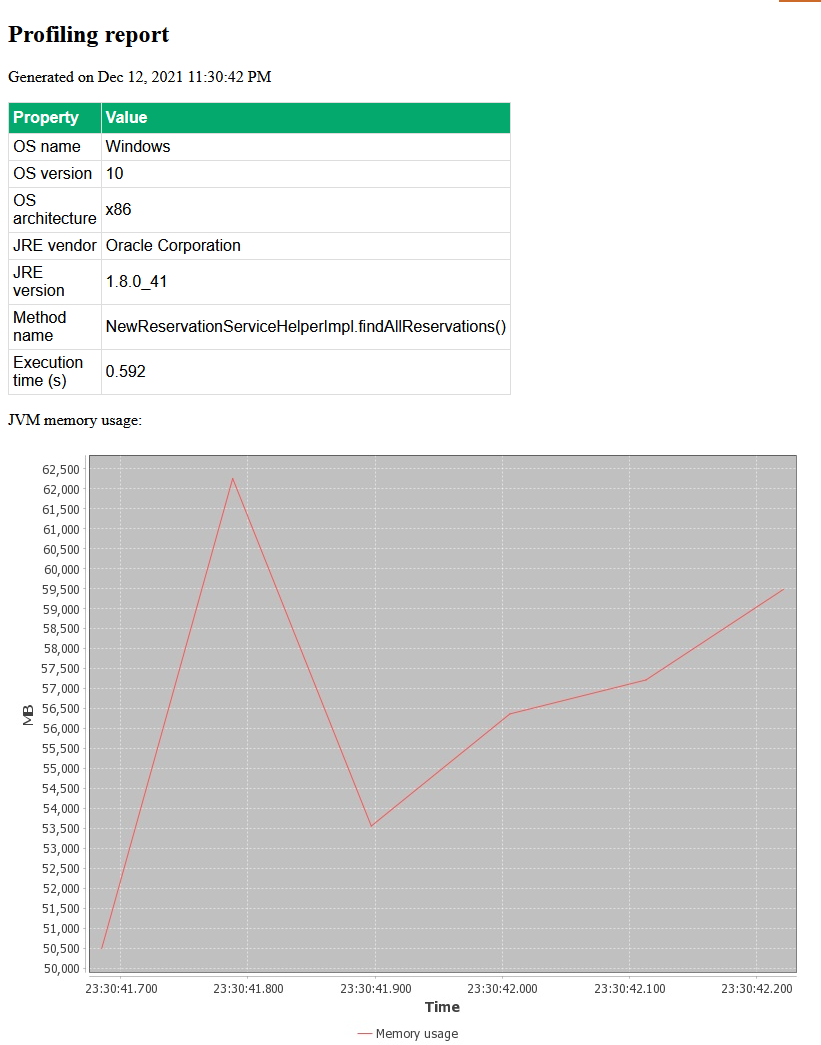 Profiling report
Generated on Dec 12, 2021 11:30:42 PM
Property Value
OS name Windows
OS version 10
OS
architecture x86
JRE vendor Oracle Corporation
JRE
version 1.8.0_41
Method
name NewReservationServiceHelperImpl.findAllReservations()
Execution
time (s) 0.592
JVM memory usage:
62,500
62,000
61,500
61,000
60,500
60,000
59,500
59,000
58,500
58,000
57,500
57,000
56,500
56,000
55,500
55,000
54,500
54,000
53,500
53,000
52,500
52,000
51,500
51,000
50,500
50,000
MB
23:30:41.700 23:30:41.800 23:30:41.900 23:30:42.000 23:30:42.100 23:30:42.200
Time
Memory usage